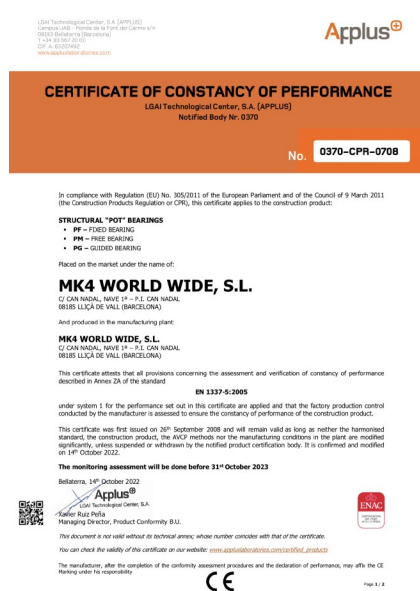 LGAI Technological Center, S.A. (APPLUS)
Campus UAB - Ronda de la Font del Carme s/n
08193 Bellaterra (Barcelona)
T +34 93 567 20 00
CIF A-63207492
www.appluslaboratories.com
Applus+
CERTIFICATE OF CONSTANCY OF PERFORMANCE
LGAI Technological Center, S.A. (APPLUS)
Notified Body Nr. 0370
No. 0370-CPR-0708
In compliance with Regulation (EU) No. 305/2011 of the European Parliament and of the Council of 9 March 2011
(the Construction Products Regulation or CPR), this certificate applies to the construction product:
STRUCTURAL "POT" BEARINGS
• PF – FIXED BEARING
• PM – FREE BEARING
• PG – GUIDED BEARING
Placed on the market under the name of:
MK4 WORLD WIDE, S.L.
C/ CAN NADAL, NAVE 1ª – P.I. CAN NADAL
08185 LLIÇÀ DE VALL (BARCELONA)
And produced in the manufacturing plant:
MK4 WORLD WIDE, S.L.
C/ CAN NADAL, NAVE 1ª – P.I. CAN NADAL
08185 LLIÇÀ DE VALL (BARCELONA)
This certificate attests that all provisions concerning the assessment and verification of constancy of performance
described in Annex ZA of the standard
EN 1337-5:2005
under system 1 for the performance set out in this certificate are applied and that the factory production control
conducted by the manufacturer is assessed to ensure the constancy of performance of the construction product.
This certificate was first issued on 26th September 2008 and will remain valid as long as neither the harmonised
standard, the construction product, the AVCP methods nor the manufacturing conditions in the plant are modified
significantly, unless suspended or withdrawn by the notified product certification body. It is confirmed and modified
on 14th October 2022.
The monitoring assessment will be done before 31st October 2023
Bellaterra, 14th October 2022
Applus+
LGAI Technological Center, S.A.
Xavier Ruiz Peña
Managing Director, Product Conformity B.U.
ENAC
This document is not valid without its technical annex; whose number coincides with that of the certificate.
You can check the validity of this certificate on our website: www.appluslaboratories.com/certified_products
The manufacturer, after the completion of the conformity assessment procedures and the declaration of performance, may affix the CE
Marking under his responsibility
CE
Page 1 / 2